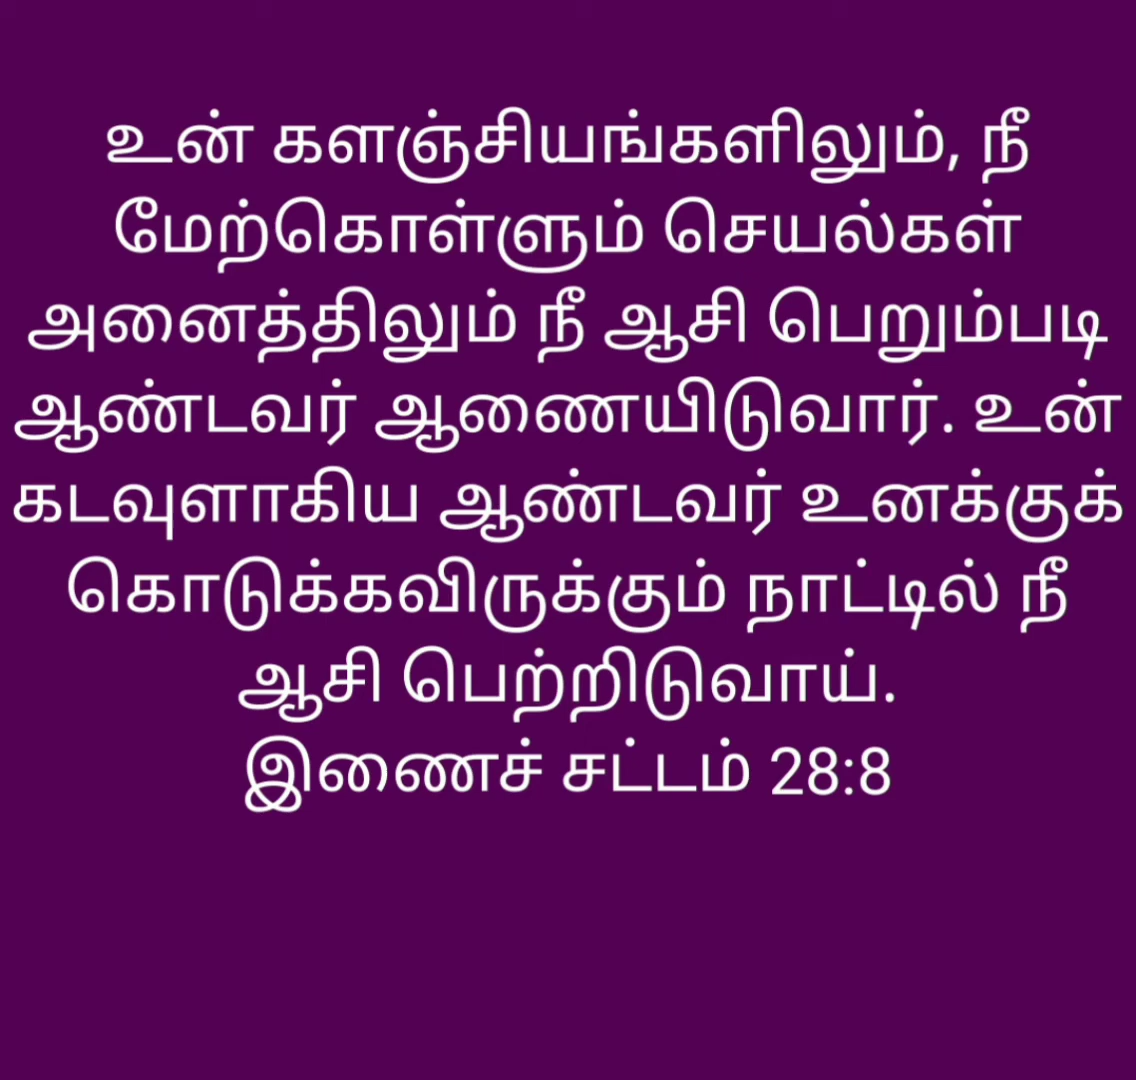 உன் களஞ்சியங்களிலும், நீ
மேற்கொள்ளும் செயல்கள்
அனைத்திலும் நீ ஆசி பெறும்படி
ஆண்டவர் ஆணையிடுவார். உன்
கடவுளாகிய ஆண்டவர் உனக்குக்
கொடுக்கவிருக்கும் நாட்டில் நீ
ஆசி பெற்றிடுவாய்.
இணைச் சட்டம் 28:8